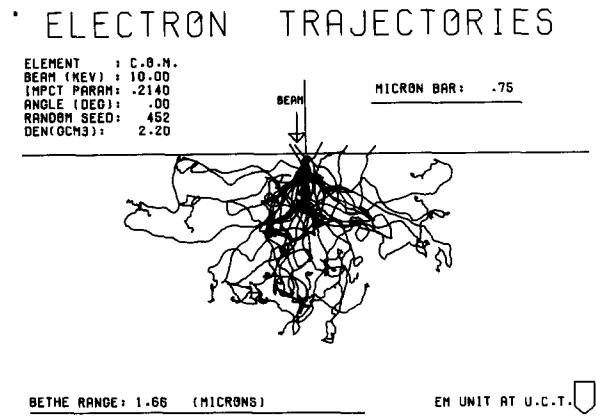 ELECTRON TRAJECTORIES
ELEMENT : C.O.M.
BEAM (KEV) : 10.00
IMPCT PARAM: .2140
ANGLE (DEG): .00
RANDOM SEED: 452
DEN(GCM3): 2.20
MICRON BAR: .75
BEAM
BETHE RANGE: 1.66 (MICRONS)
EM UNIT AT U.C.T.